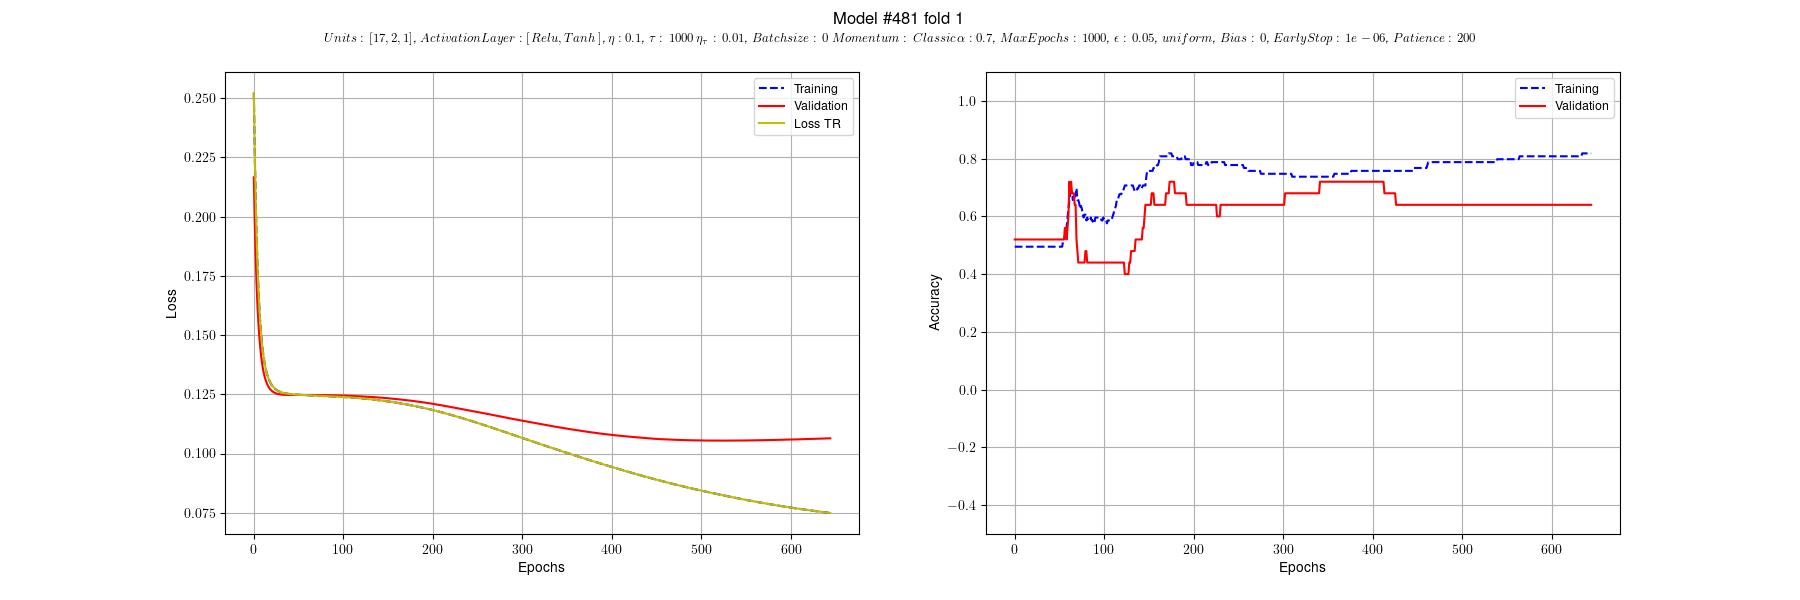 Model #481 fold 1
Units : [17, 2, 1], ActivationLayer : [Relu, Tanh], η : 0.1, τ : 1000 ητ : 0.01, Batchsize : 0 Momentum : Classicα : 0.7, MaxEpochs : 1000, ϵ : 0.05, uniform, Bias : 0, EarlyStop : 1e − 06, Patience : 200
Loss
0.250
0.225
0.200
0.175
0.150
0.125
0.100
0.075
Training
Validation
Loss TR
0 100 200 300 400 500 600
Epochs
Accuracy
1.0
0.8
0.6
0.4
0.2
0.0
−0.2
−0.4
Training
Validation
0 100 200 300 400 500 600
Epochs